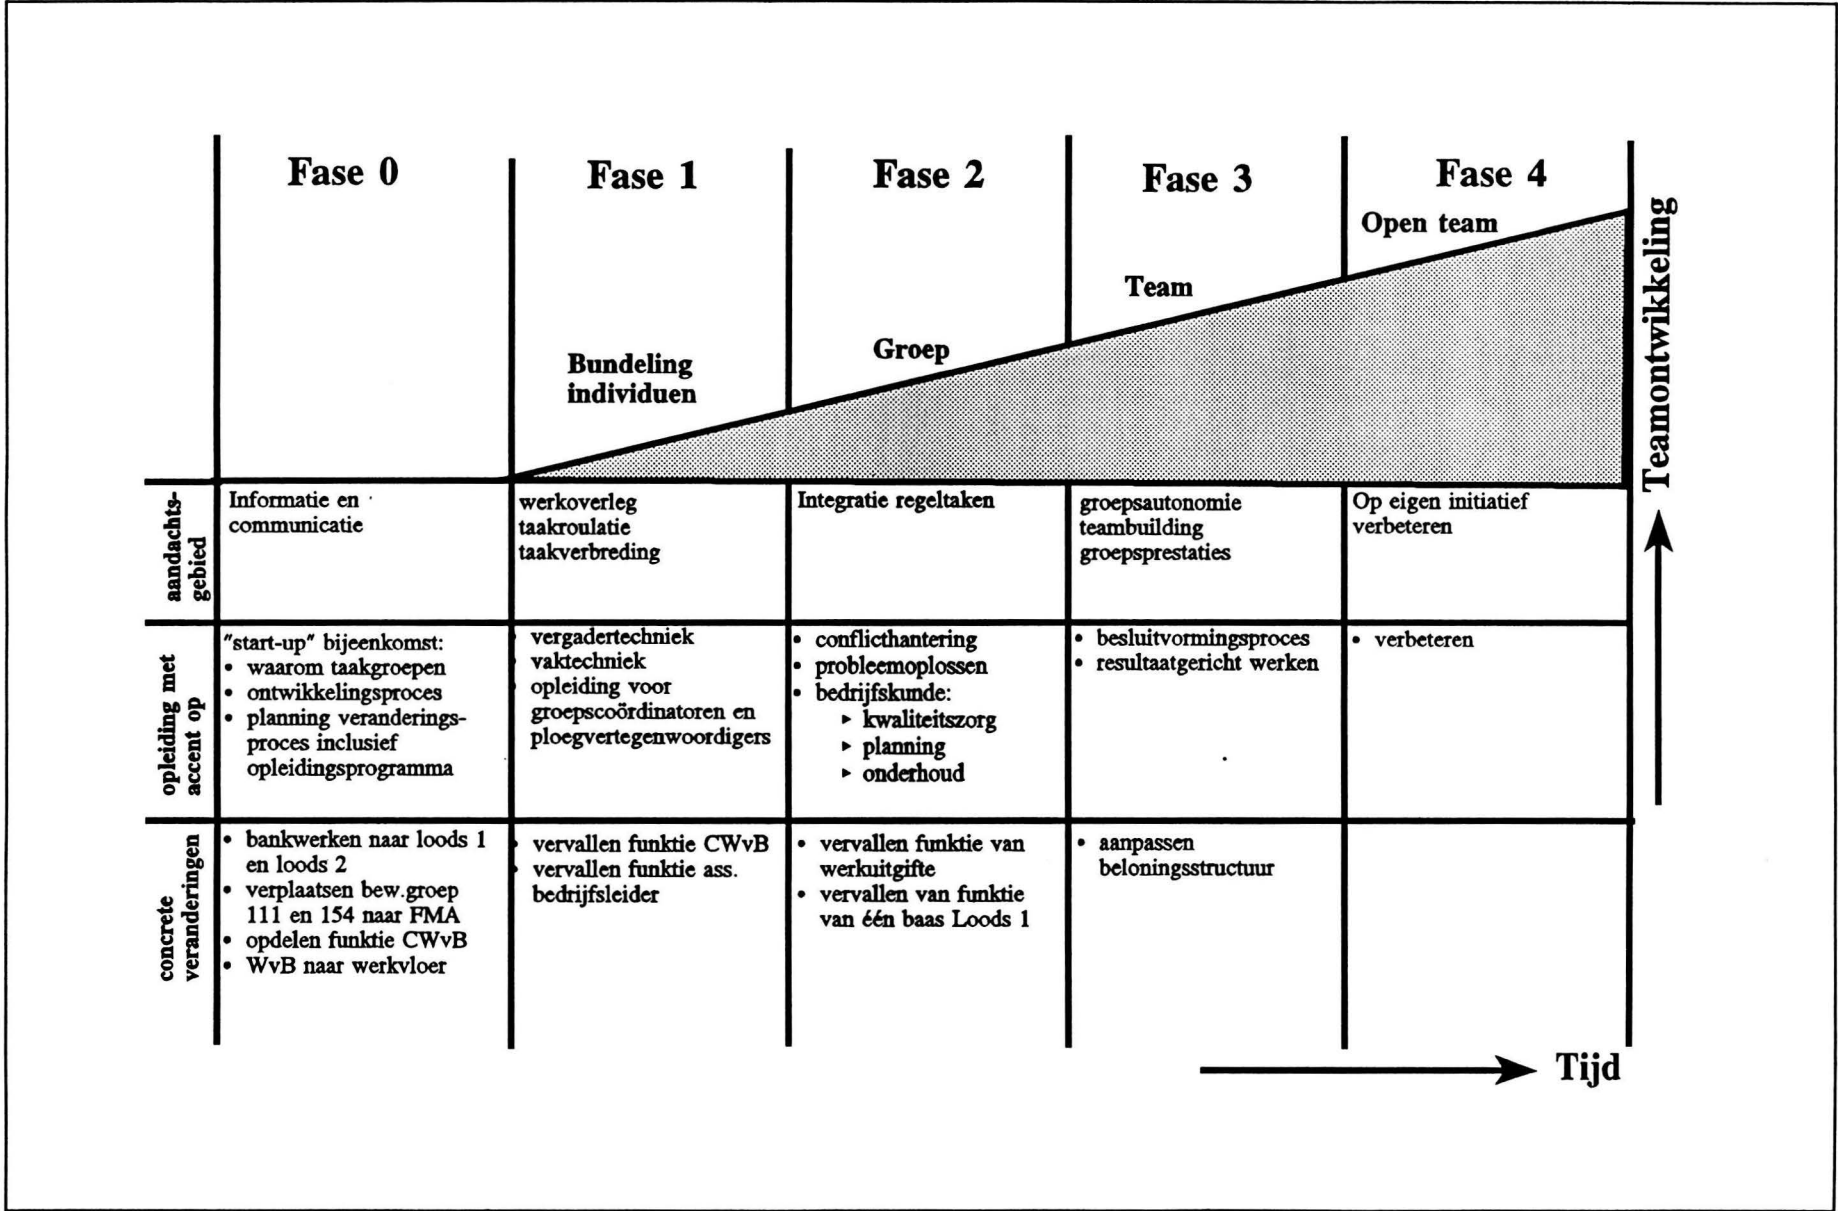 Fase 0
Fase 1
Fase 2
Fase 3
Fase 4
Bundeling
individuen
Groep
Team
Open team
Teamontwikkeling
aandachts-
gebied
Informatie en
communicatie
werkoverleg
taakroulatie
taakverbreding
Integratie regeltaken
groepsautonomie
teambuilding
groepsprestaties
Op eigen initiatief
verbeteren
opleiding met
accent op
"start-up" bijeenkomst:
• waarom taakgroepen
• ontwikkelingsproces
• planning veranderings-
proces inclusief
opleidingsprogramma
• vergadertechniek
• vaktechniek
• opleiding voor
groepscoördinatoren en
ploegvertegenwoordigers
• conflicthantering
• probleemoplossen
• bedrijfskunde:
▸ kwaliteitszorg
▸ planning
▸ onderhoud
• besluitvormingsproces
• resultaatgericht werken
• verbeteren
concrete
veranderingen
• bankwerken naar loods 1
en loods 2
• verplaatsen bew.groep
111 en 154 naar FMA
• opdelen funktie CWvB
• WvB naar werkvloer
• vervallen funktie CWvB
• vervallen funktie ass.
bedrijfsleider
• vervallen funktie van
werkuitgifte
• vervallen van funktie
van één baas Loods 1
• aanpassen
beloningsstructuur
Tijd